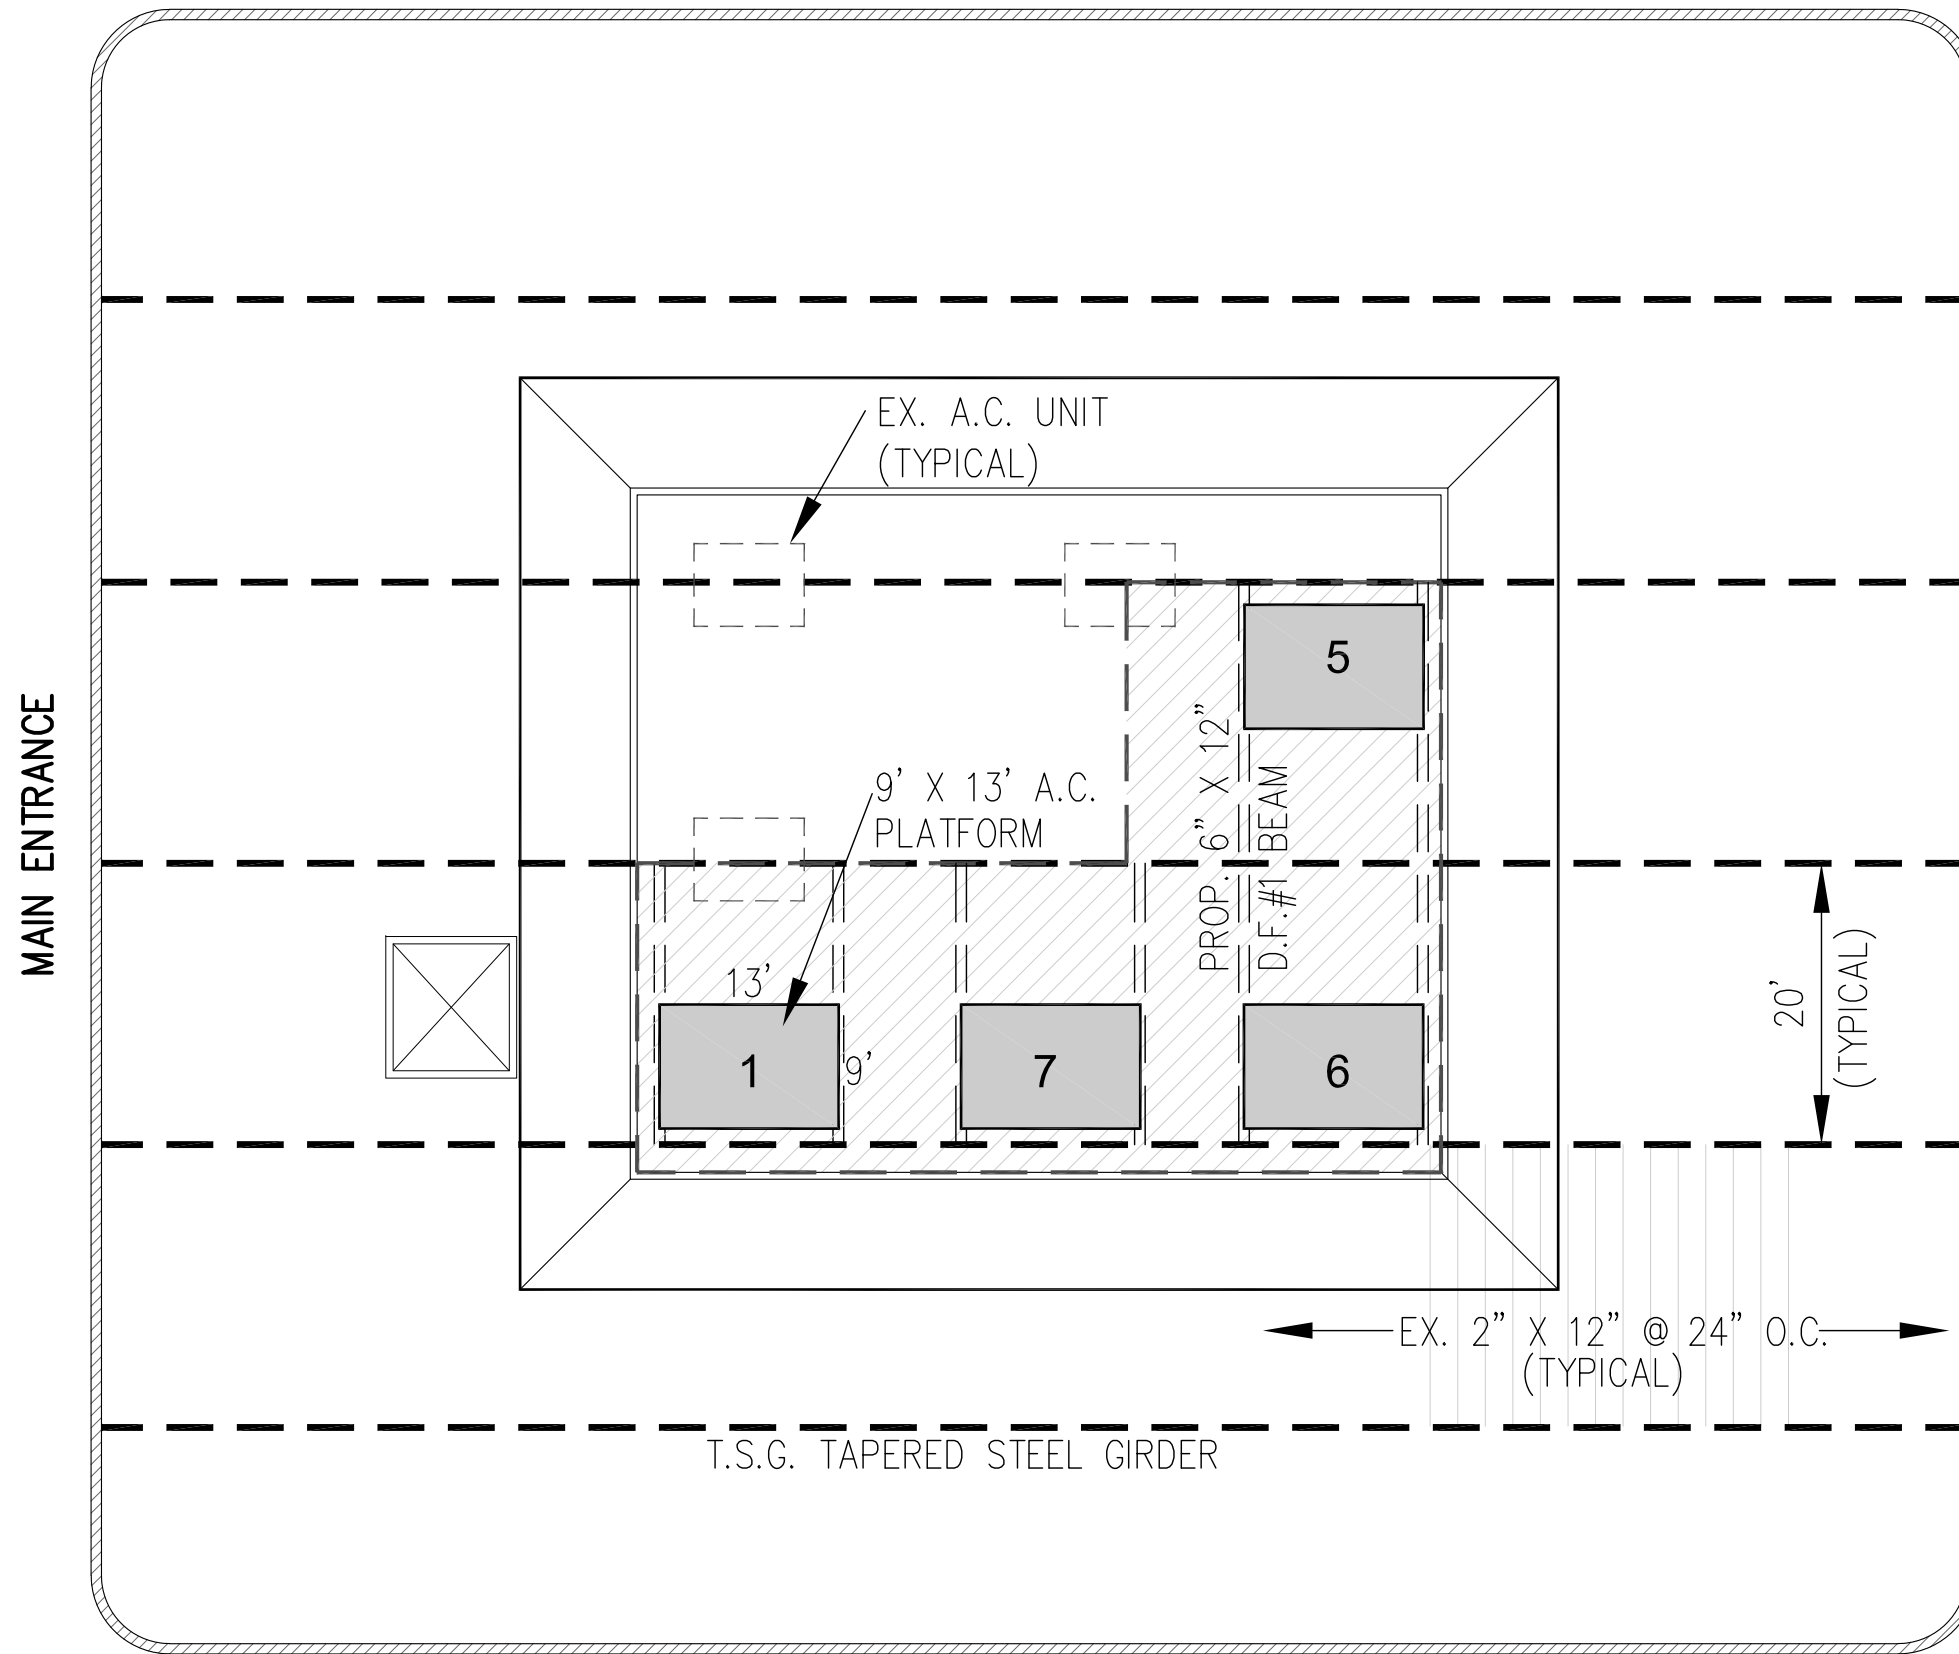 EX. A.C. UNIT
(TYPICAL)
5
MAIN ENTRANCE
PROP. 6" X 12"
D.F.#1 BEAM
9' X 13' A.C.
PLATFORM
13'
9'
1
7
6
20'
(TYPICAL)
EX. 2" X 12" @ 24" O.C.
(TYPICAL)
T.S.G. TAPERED STEEL GIRDER